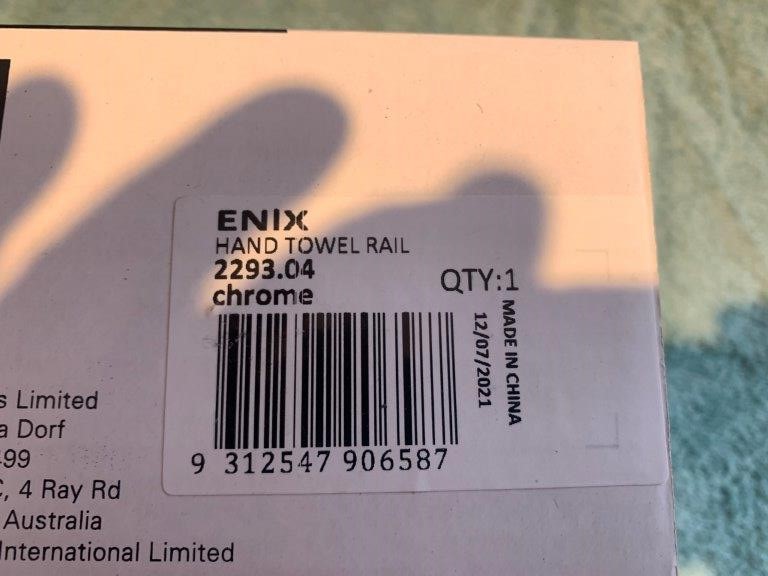 ENIX
HAND TOWEL RAIL
2293.04
chrome
QTY:1
MADE IN CHINA
12/07/2021
9 312547 906587
s Limited
a Dorf
499
, 4 Ray Rd
Australia
International Limited